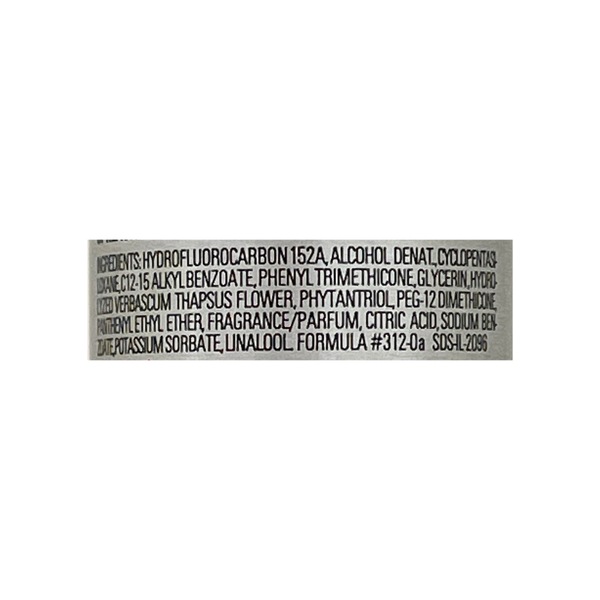 INGREDIENTS: HYDROFLUOROCARBON 152A, ALCOHOL DENAT., CYCLOPENTAS-
ILOXANE, C12-15 ALKYL BENZOATE, PHENYL TRIMETHICONE, GLYCERIN, HYDRO-
LYZED VERBASCUM THAPSUS FLOWER, PHYTANTRIOL, PEG-12 DIMETHICONE,
PANTHENYL ETHYL ETHER, FRAGRANCE/PARFUM, CITRIC ACID, SODIUM BEN-
ZOATE, POTASSIUM SORBATE, LINALOOL. FORMULA #312-0a SDS-IL-2096